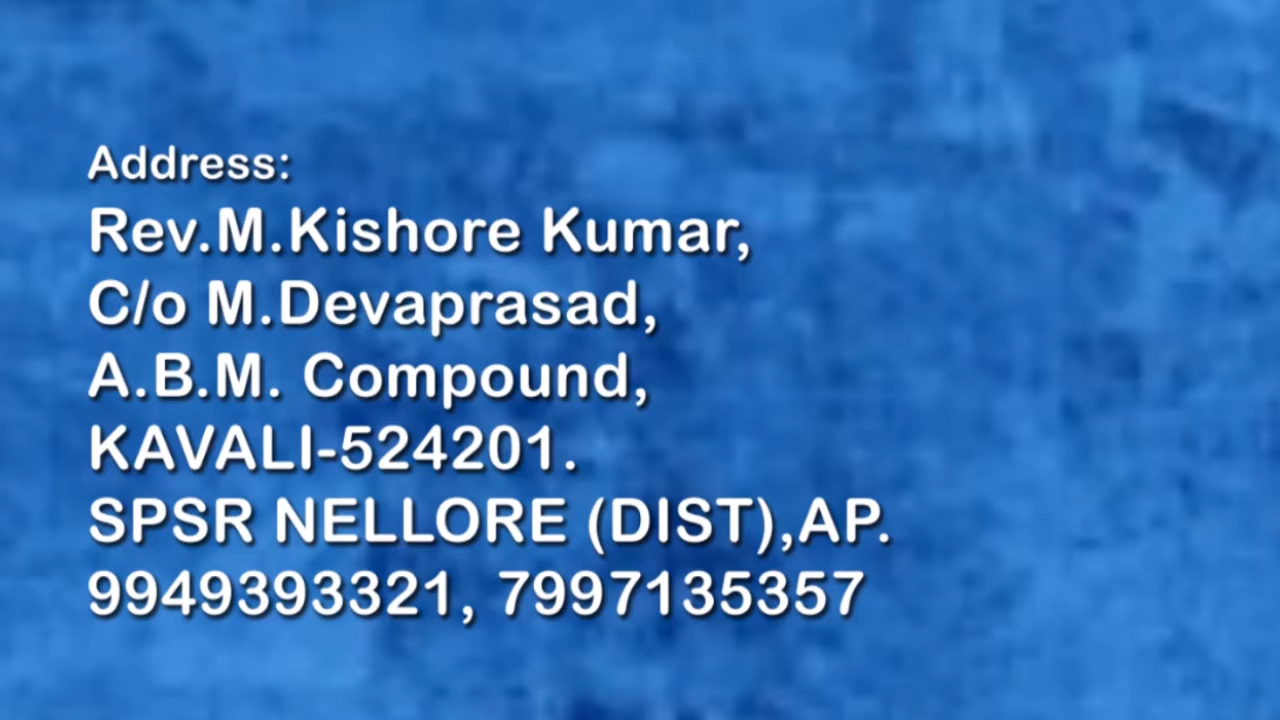 Address:
Rev.M.Kishore Kumar,
C/o M.Devaprasad,
A.B.M. Compound,
KAVALI-524201.
SPSR NELLORE (DIST),AP.
9949393321, 7997135357